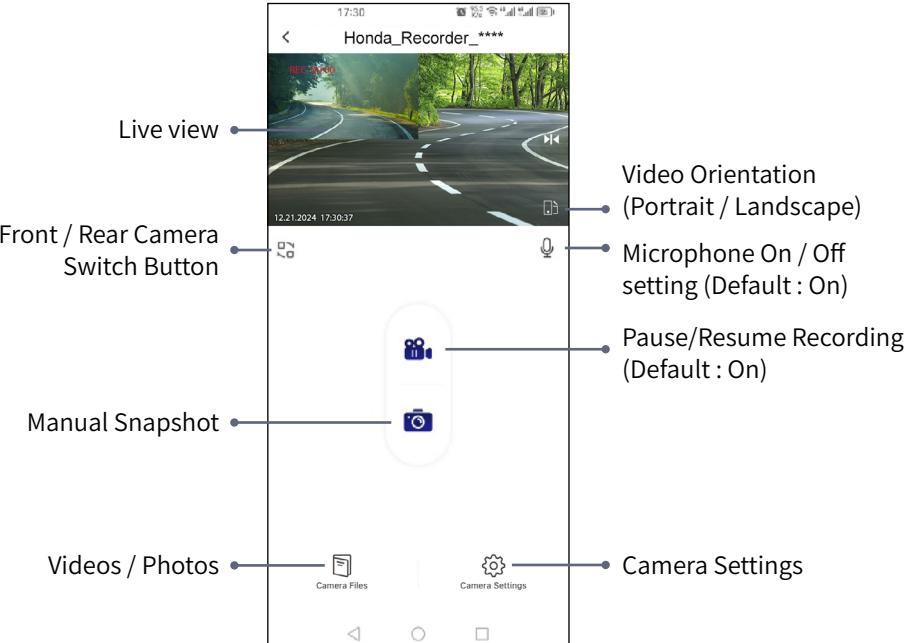 17:30
Honda_Recorder_****
Live view
12.21.2024 17:30:37
Video Orientation
(Portrait / Landscape)
Front / Rear Camera
Switch Button
Microphone On / Off
setting (Default : On)
Pause/Resume Recording
(Default : On)
Manual Snapshot
Videos / Photos
Camera Files
Camera Settings
Camera Settings